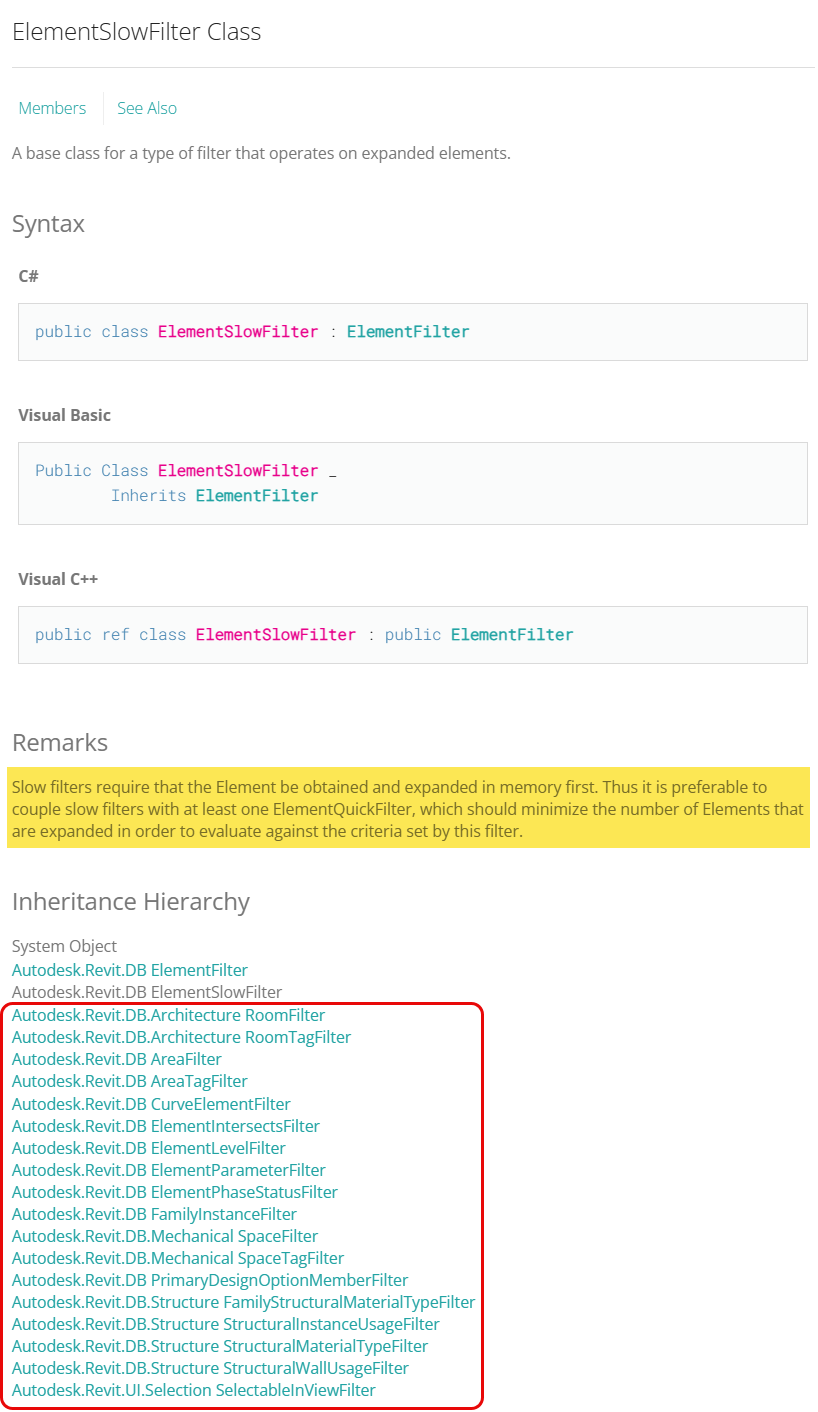 ElementSlowFilter Class
Members
See Also
A base class for a type of filter that operates on expanded elements.
Syntax
C#
public class ElementSlowFilter : ElementFilter
Visual Basic
Public Class ElementSlowFilter _
Inherits ElementFilter
Visual C++
public ref class ElementSlowFilter : public ElementFilter
Remarks
Slow filters require that the Element be obtained and expanded in memory first. Thus it is preferable to
couple slow filters with at least one ElementQuickFilter, which should minimize the number of Elements that
are expanded in order to evaluate against the criteria set by this filter.
Inheritance Hierarchy
System Object
Autodesk.Revit.DB ElementFilter
Autodesk.Revit.DB ElementSlowFilter
Autodesk.Revit.DB.Architecture RoomFilter
Autodesk.Revit.DB.Architecture RoomTagFilter
Autodesk.Revit.DB AreaFilter
Autodesk.Revit.DB AreaTagFilter
Autodesk.Revit.DB CurveElementFilter
Autodesk.Revit.DB ElementIntersectsFilter
Autodesk.Revit.DB ElementLevelFilter
Autodesk.Revit.DB ElementParameterFilter
Autodesk.Revit.DB ElementPhaseStatusFilter
Autodesk.Revit.DB FamilyInstanceFilter
Autodesk.Revit.DB.Mechanical SpaceFilter
Autodesk.Revit.DB.Mechanical SpaceTagFilter
Autodesk.Revit.DB PrimaryDesignOptionMemberFilter
Autodesk.Revit.DB.Structure FamilyStructuralMaterialTypeFilter
Autodesk.Revit.DB.Structure StructuralInstanceUsageFilter
Autodesk.Revit.DB.Structure StructuralMaterialTypeFilter
Autodesk.Revit.DB.Structure StructuralWallUsageFilter
Autodesk.Revit.UI.Selection SelectableInViewFilter